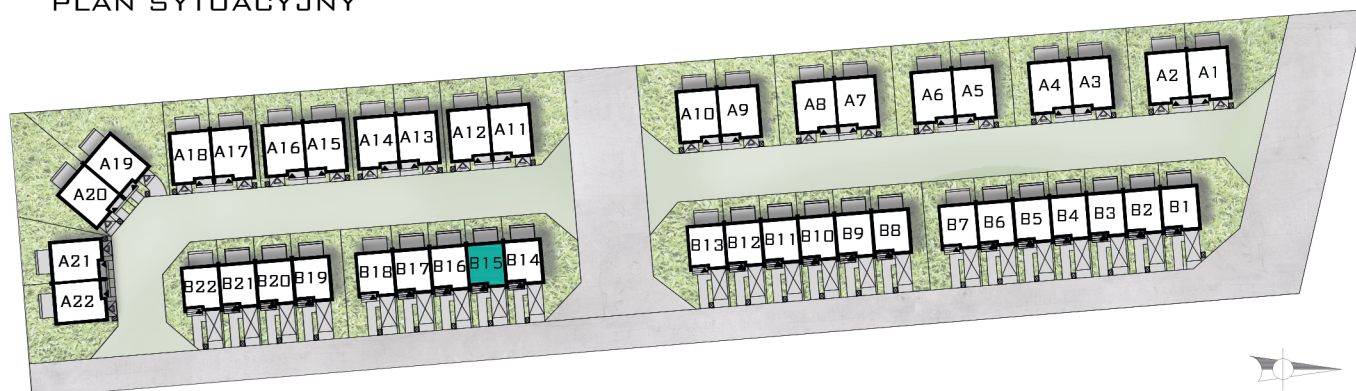 PLAN SYTUACYJNY
A10 A9 A8 A7 A6 A5 A4 A3 A2 A1
A19 A18 A17 A16 A15 A14 A13 A12 A11
A20
A21
A22
B13 B12 B11 B10 B9 B8 B7 B6 B5 B4 B3 B2 B1
B22 B21 B20 B19 B18 B17 B16 B15 B14